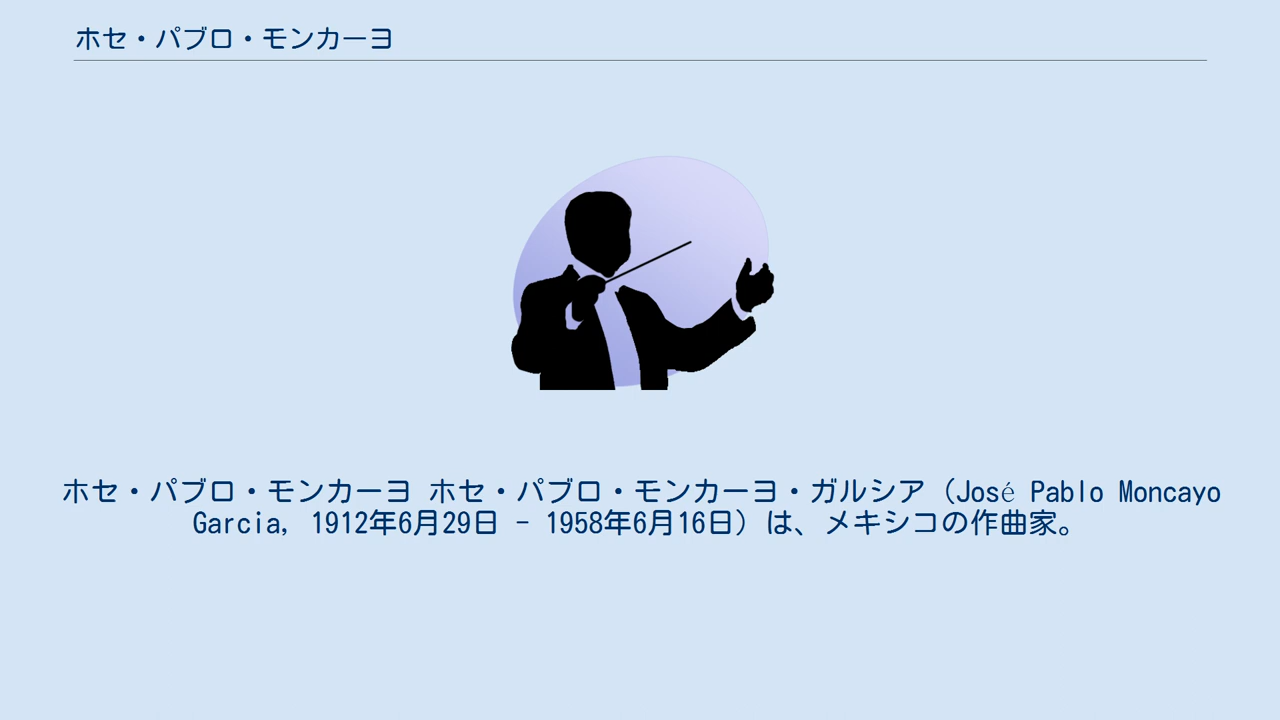 ホセ・パブロ・モンカーヨ
ホセ・パブロ・モンカーヨ ホセ・パブロ・モンカーヨ・ガルシア（José Pablo Moncayo
Garcia, 1912年6月29日 - 1958年6月16日）は、メキシコの作曲家。